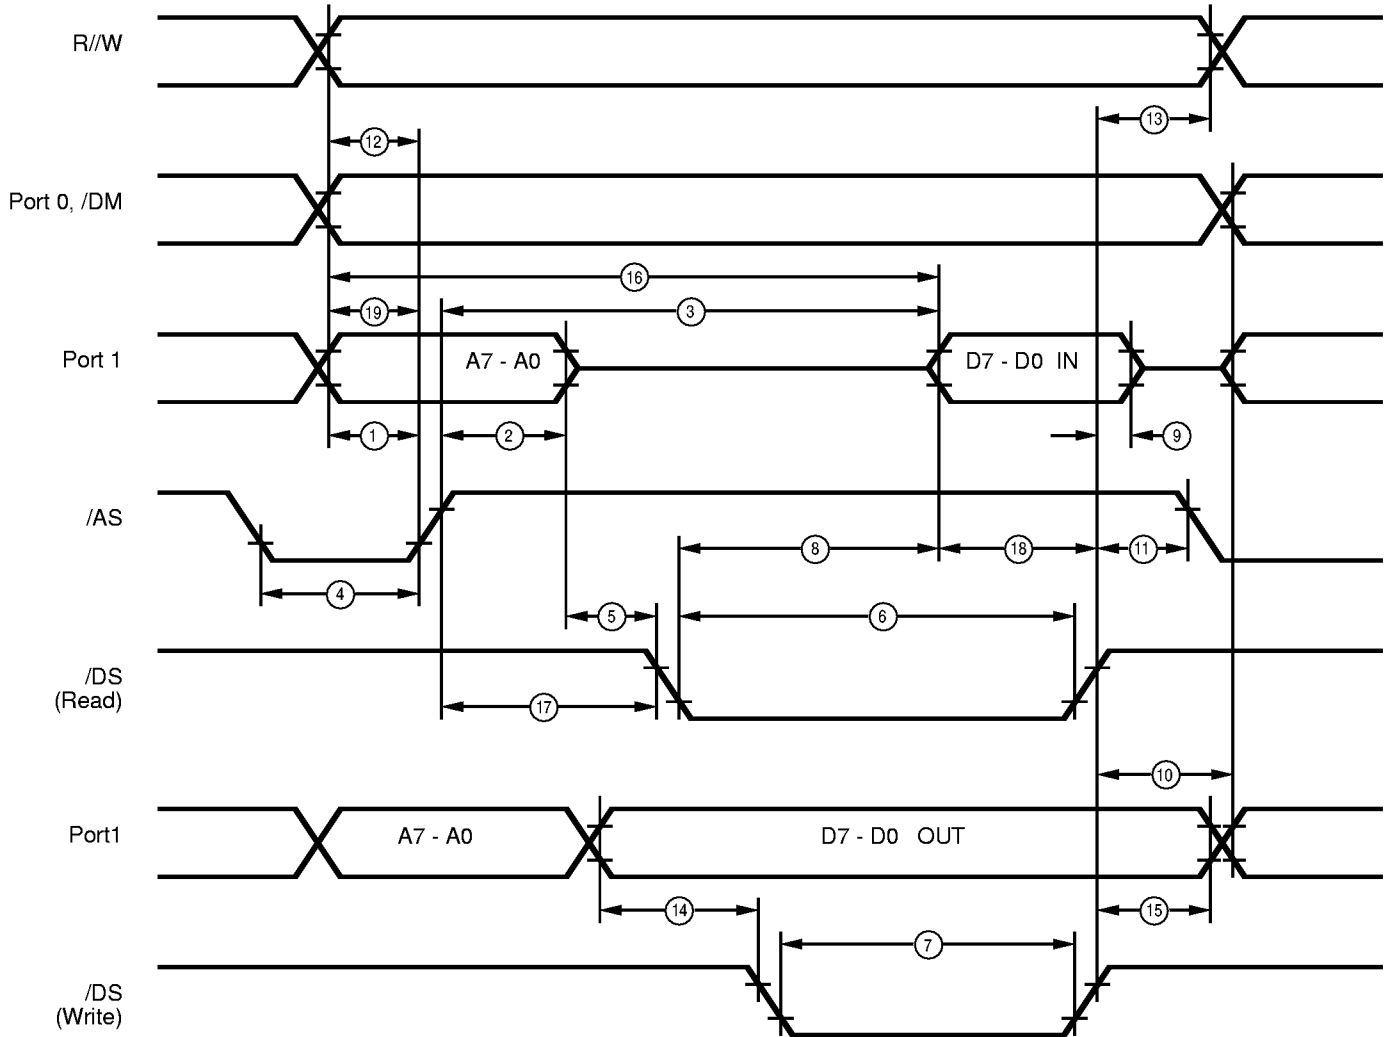 R//W
13
12
Port 0, /DM
16
19
3
Port 1
A7 - A0
D7 - D0 IN
1
2
9
/AS
8
18
11
4
5
6
/DS
(Read)
17
10
Port1
A7 - A0
D7 - D0 OUT
14
15
7
/DS
(Write)